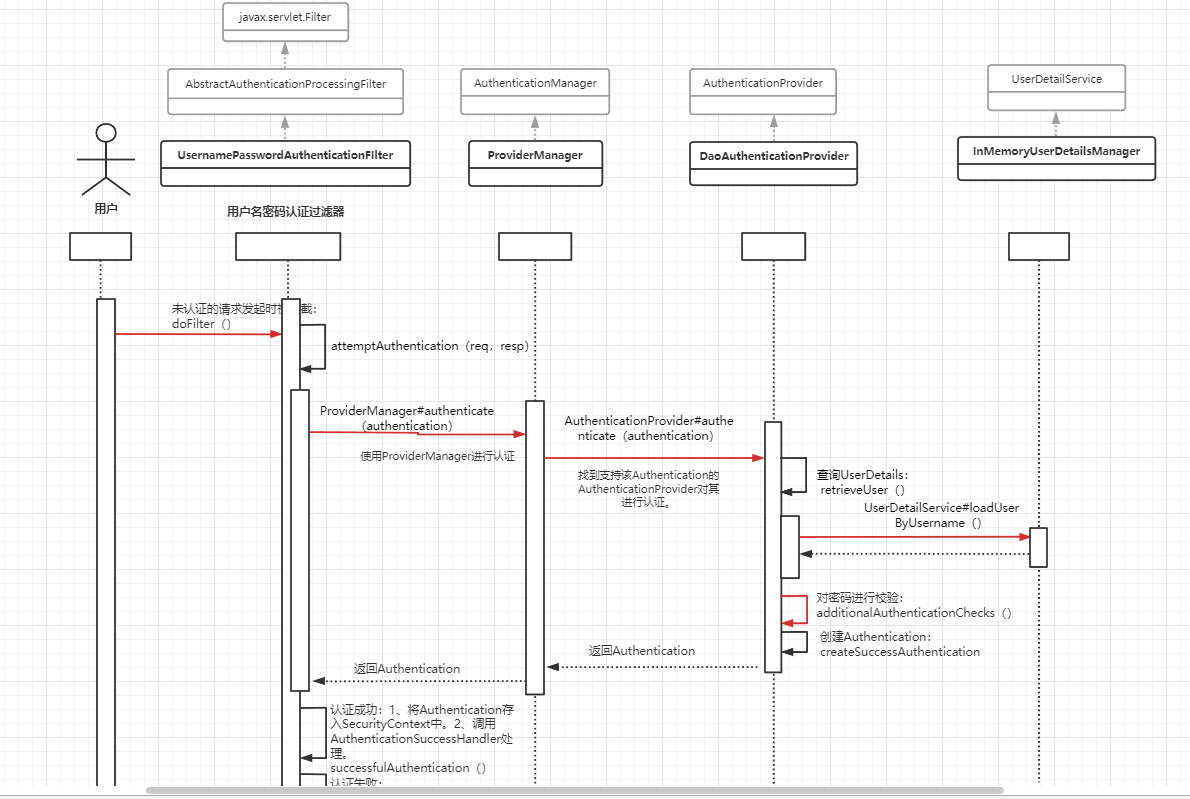 javax.servlet.Filter
AbstractAuthenticationProcessingFilter
AuthenticationManager
AuthenticationProvider
UserDetailService
UsernamePasswordAuthenticationFIlter
ProviderManager
DaoAuthenticationProvider
InMemoryUserDetailsManager
用户
用户名密码认证过滤器
未认证的请求发起时被 截：
doFilter（）
attemptAuthentication（req，resp）
ProviderManager#authenticate
（authentication）
使用ProviderManager进行认证
AuthenticationProvider#authe
nticate（authentication）
找到支持该Authentication的
AuthenticationProvider对其
进行认证。
查询UserDetails：
retrieveUser（）
UserDetailService#loadUser
ByUsername（）
对密码进行校验：
additionalAuthenticationChecks（）
创建Authentication：
createSuccessAuthentication
返回Authentication
返回Authentication
认证成功：1、将Authentication存
入SecurityContext中。2、调用
AuthenticationSuccessHandler处
理。
successfulAuthentication（）
认证失败：